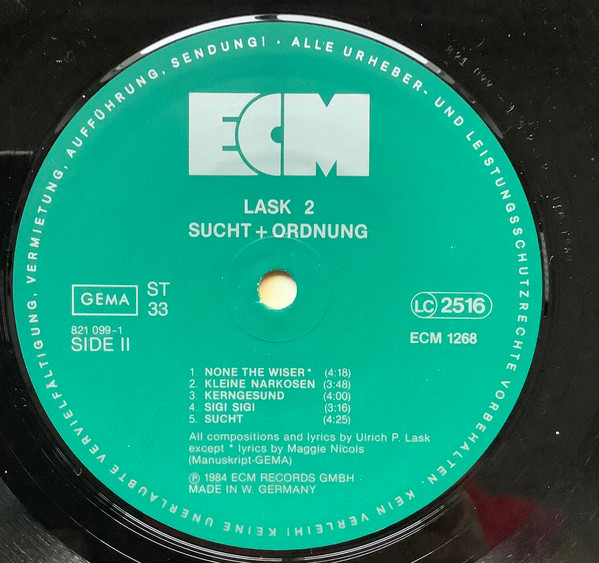 ALLE URHEBER- UND LEISTUNGSSCHUTZRECHTE VORBEHALTEN. KEIN VERLEIH! KEINE UNERLAUBTE VERVIELFÄLTIGUNG, VERMIETUNG, AUFFÜHRUNG, SENDUNG! ·
ECM
LASK 2
SUCHT + ORDNUNG
GEMA
ST
33
LC 2516
821 099-1
SIDE II
ECM 1268
1. NONE THE WISER* (4:18)
2. KLEINE NARKOSEN (3:48)
3. KERNGESUND (4:00)
4. SIGI SIGI (3:16)
5. SUCHT (4:25)
All compositions and lyrics by Ulrich P. Lask
except * lyrics by Maggie Nicols
(Manuskript-GEMA)
Ⓟ 1984 ECM RECORDS GMBH
MADE IN W. GERMANY